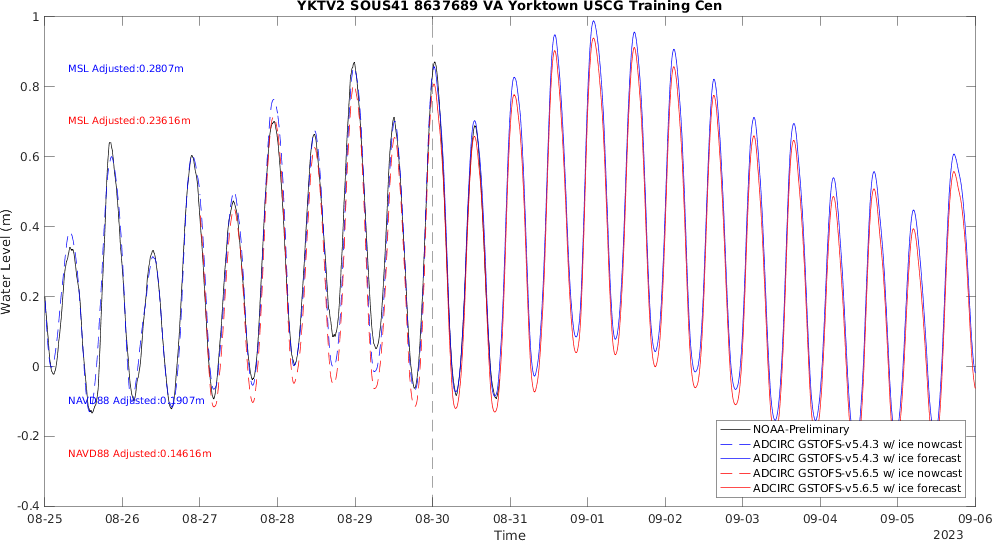 YKTV2 SOUS41 8637689 VA Yorktown USCG Training Cen
1
0.8
0.6
0.4
0.2
0
-0.2
-0.4
Water Level (m)
MSL Adjusted:0.2807m
MSL Adjusted:0.23616m
NAVD88 Adjusted:0.1907m
NAVD88 Adjusted:0.14616m
NOAA-Preliminary
ADCIRC GSTOFS-v5.4.3 w/ ice nowcast
ADCIRC GSTOFS-v5.4.3 w/ ice forecast
ADCIRC GSTOFS-v5.6.5 w/ ice nowcast
ADCIRC GSTOFS-v5.6.5 w/ ice forecast
08-25 08-26 08-27 08-28 08-29 08-30 08-31 09-01 09-02 09-03 09-04 09-05 09-06
Time
2023